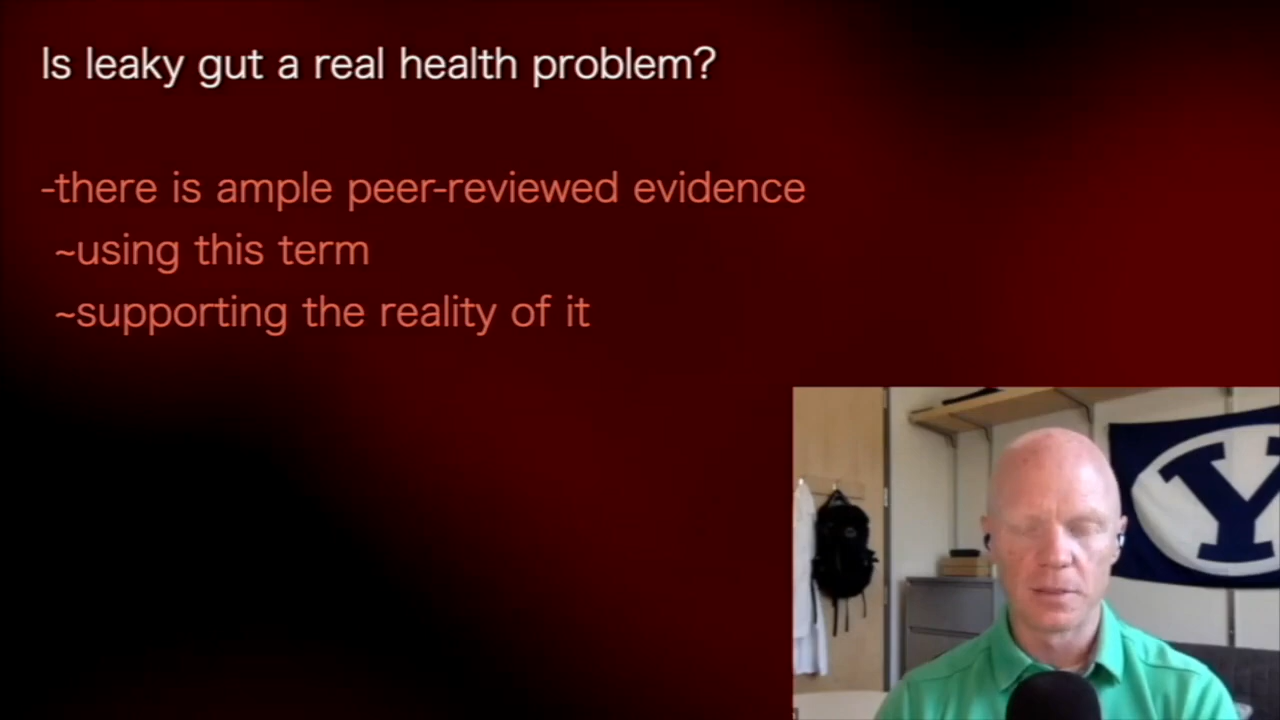 Is leaky gut a real health problem?
-there is ample peer-reviewed evidence
~using this term
~supporting the reality of it
Y